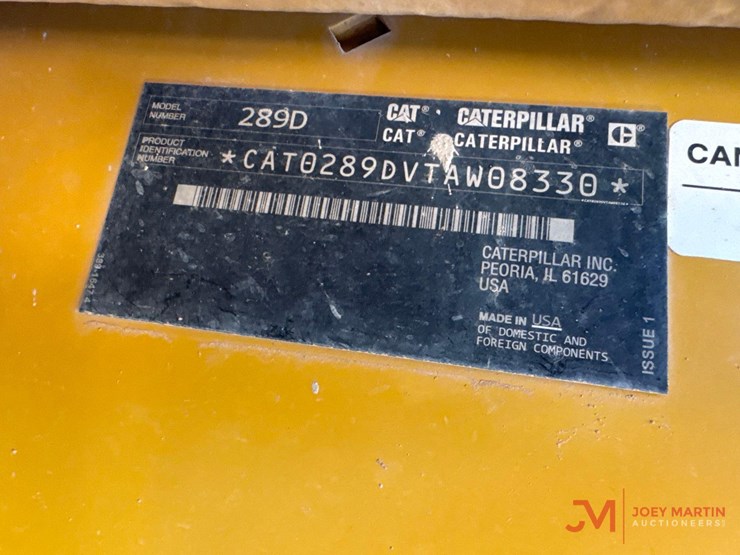 MODEL NUMBER 289D
CAT® CATERPILLAR®
CAT® CATERPILLAR®
PRODUCT IDENTIFICATION NUMBER *CAT0289DVTAW08330*
CATERPILLAR INC.
PEORIA, IL 61629
USA
MADE IN USA
OF DOMESTIC AND
FOREIGN COMPONENTS
ISSUE 1
CAN
JM JOEY MARTIN
AUCTIONEERS